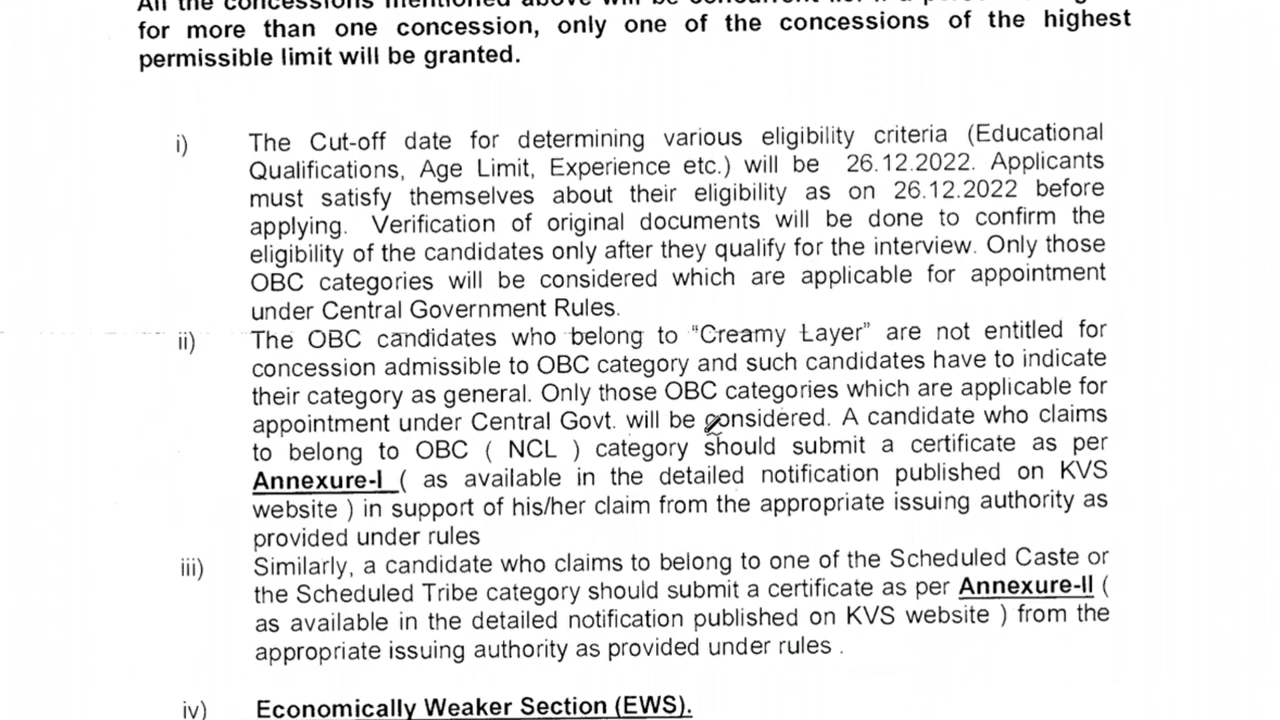 All the concessions mentioned above will be concurrent
for more than one concession, only one of the concessions of the highest
permissible limit will be granted.
i) The Cut-off date for determining various eligibility criteria (Educational
Qualifications, Age Limit, Experience etc.) will be 26.12.2022. Applicants
must satisfy themselves about their eligibility as on 26.12.2022 before
applying. Verification of original documents will be done to confirm the
eligibility of the candidates only after they qualify for the interview. Only those
OBC categories will be considered which are applicable for appointment
under Central Government Rules.
ii) The OBC candidates who belong to “Creamy Layer” are not entitled for
concession admissible to OBC category and such candidates have to indicate
their category as general. Only those OBC categories which are applicable for
appointment under Central Govt. will be considered. A candidate who claims
to belong to OBC ( NCL ) category should submit a certificate as per
Annexure-I ( as available in the detailed notification published on KVS
website ) in support of his/her claim from the appropriate issuing authority as
provided under rules
iii) Similarly, a candidate who claims to belong to one of the Scheduled Caste or
the Scheduled Tribe category should submit a certificate as per Annexure-II (
as available in the detailed notification published on KVS website ) from the
appropriate issuing authority as provided under rules .
iv) Economically Weaker Section (EWS).